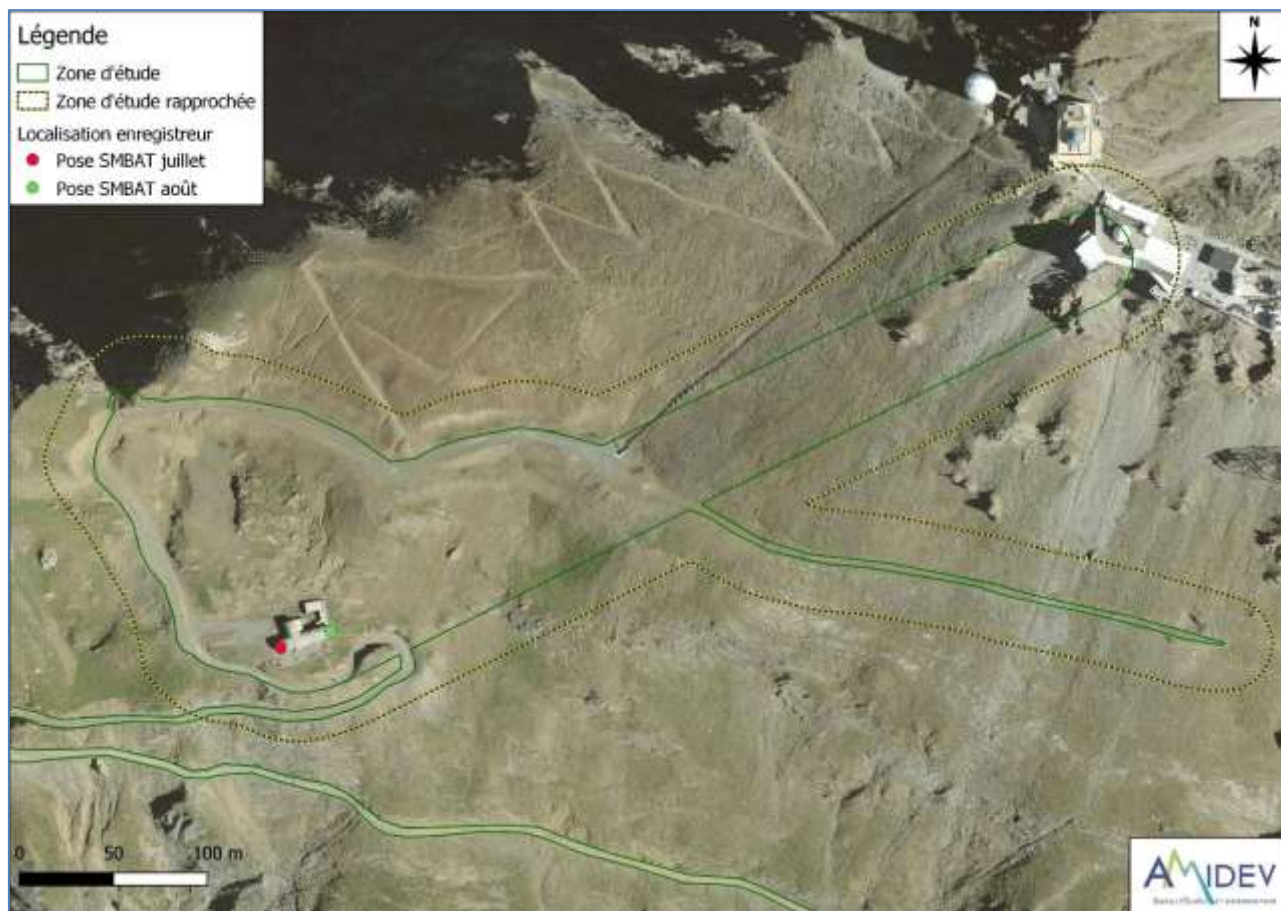 Légende
Zone d'étude
Zone d'étude rapprochée
Localisation enregistreur
Pose SMBAT juillet
Pose SMBAT août
N
0 50 100 m
AMIDEV